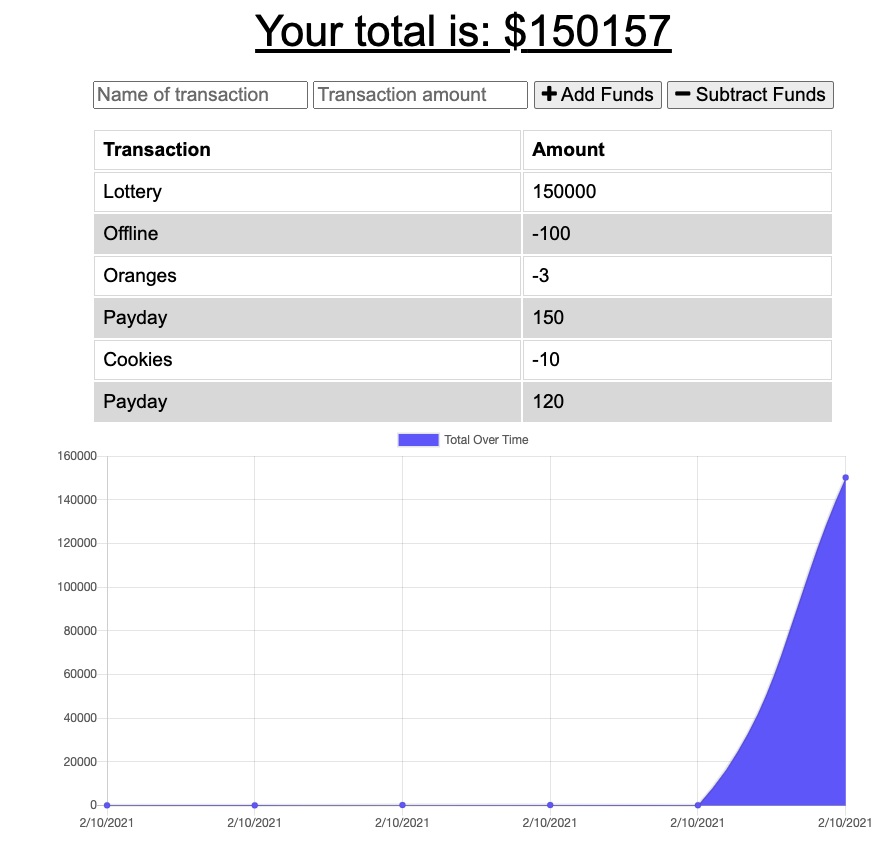 Your total is: $150157
Name of transaction Transaction amount + Add Funds − Subtract Funds
Transaction Amount
Lottery 150000
Offline -100
Oranges -3
Payday 150
Cookies -10
Payday 120
Total Over Time
160000
140000
120000
100000
80000
60000
40000
20000
0
2/10/2021 2/10/2021 2/10/2021 2/10/2021 2/10/2021 2/10/2021